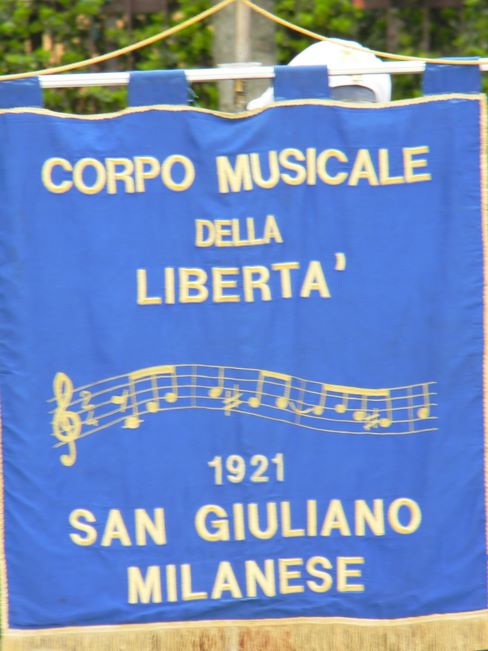 CORPO MUSICALE
DELLA
LIBERTA'
1921
SAN GIULIANO
MILANESE